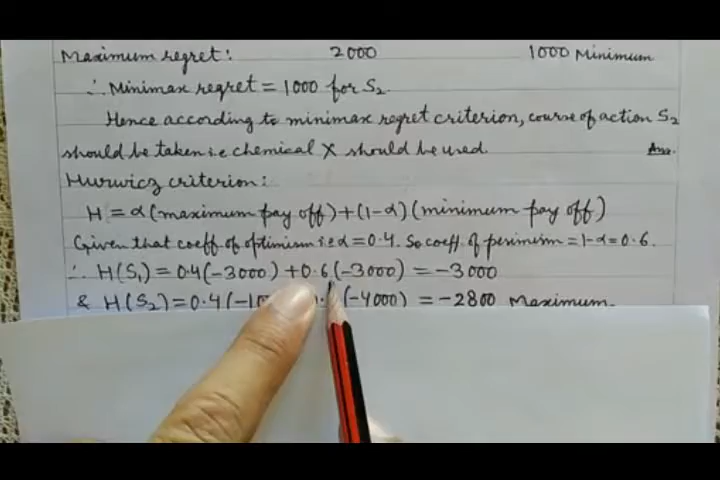 Maximum regret: 2000 1000 Minimum
∴ Minimax regret = 1000 for S₂
Hence according to minimax regret criterion, course of action S₂
should be taken i.e chemical X should be used. Ans.
Hurwicz criterion:
H = α(maximum pay off)+(1-α)(minimum pay off)
Given that coeff of optimism i.e α=0.4. So coeff. of pesimism = 1-α=0.6.
∴ H(S₁) = 0.4(-3000) +0.6(-3000) = -3000
& H(S₂)=0.4(-10 (-4000) = -2800 Maximum